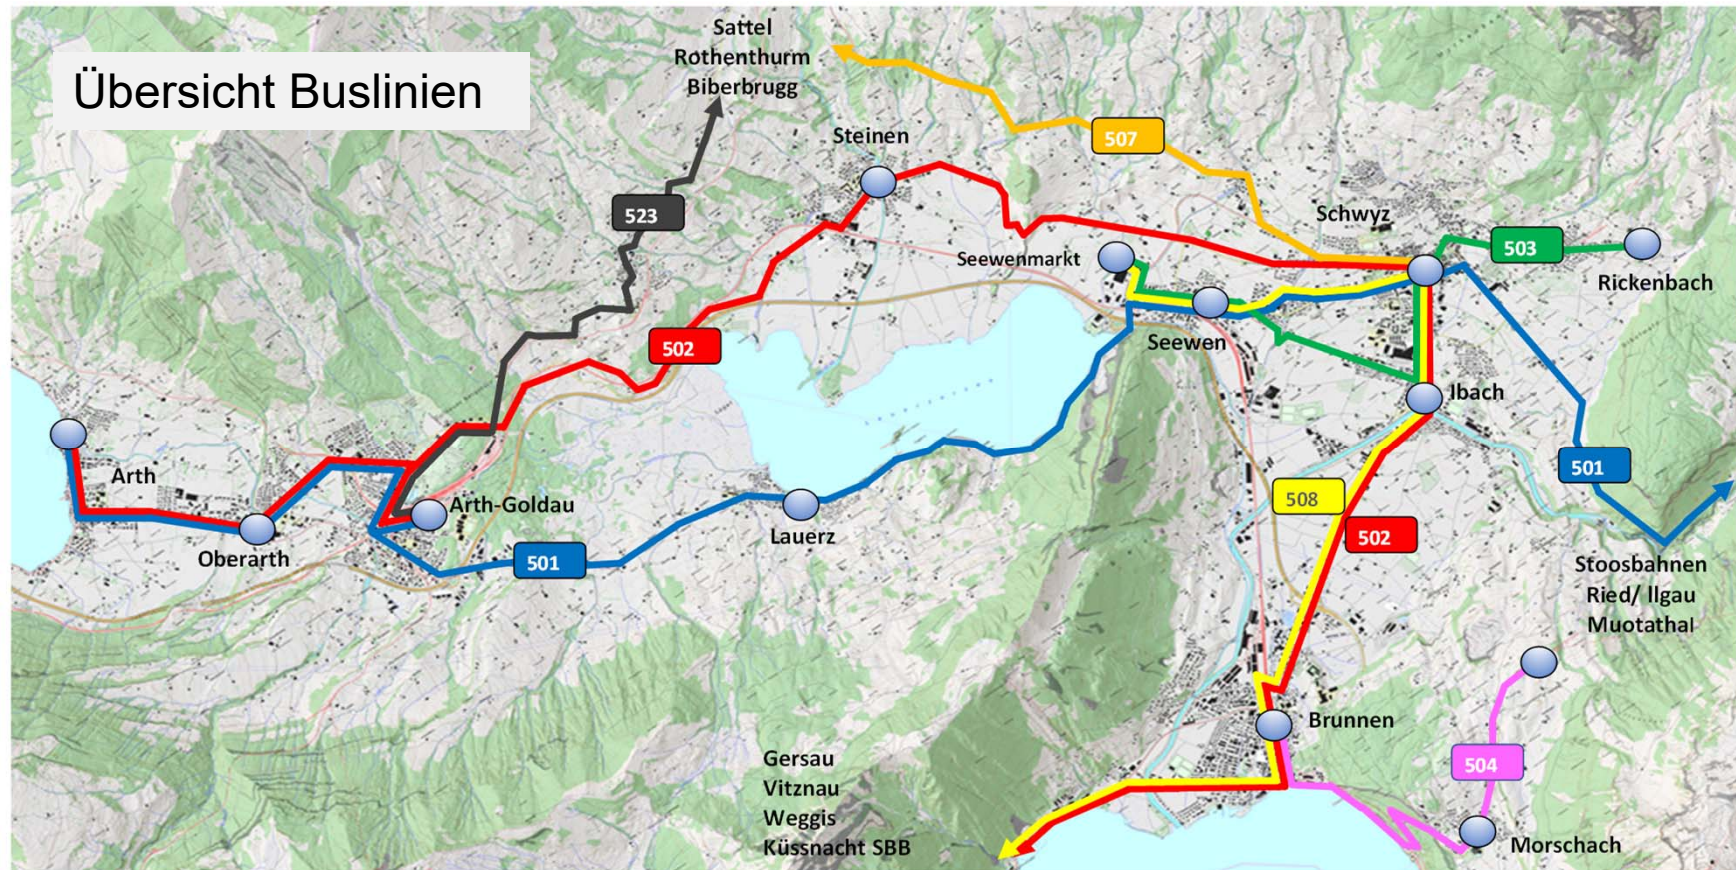 Übersicht Buslinien
Sattel
Rothenthurm
Biberbrugg
507
Steinen
523
Schwyz
503
Seewenmarkt
Rickenbach
502
Seewen
Ibach
Arth
501
Arth-Goldau
508
Lauerz
502
Oberarth
501
Stoosbahnen
Ried/ Ilgau
Muotathal
Brunnen
Gersau
Vitznau
Weggis
Küssnacht SBB
504
Morschach